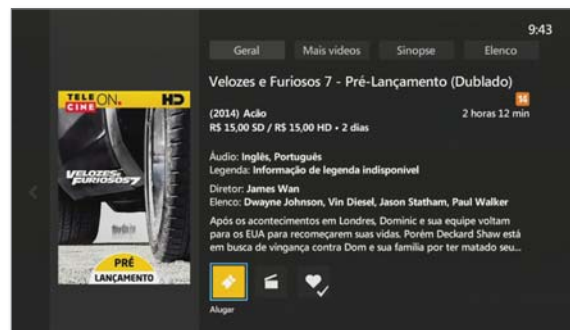 9:43
Geral Mais vídeos Sinopse Elenco
Velozes e Furiosos 7 - Pré-Lançamento (Dublado)
14
(2014) Acão 2 horas 12 min
R$ 15,00 SD / R$ 15,00 HD • 2 dias
Áudio: Inglês, Português
Legenda: Informação de legenda indisponível
Diretor: James Wan
Elenco: Dwayne Johnson, Vin Diesel, Jason Statham, Paul Walker
Após os acontecimentos em Londres, Dominic e sua equipe voltam
para os EUA para recomeçarem suas vidas. Porém Deckard Shaw está
em busca de vingança contra Dom e sua família por ter matado seu...
Alugar
TELE ON. HD
CINE
VELOZES&
FURIOSOS7
PRÉ
LANÇAMENTO